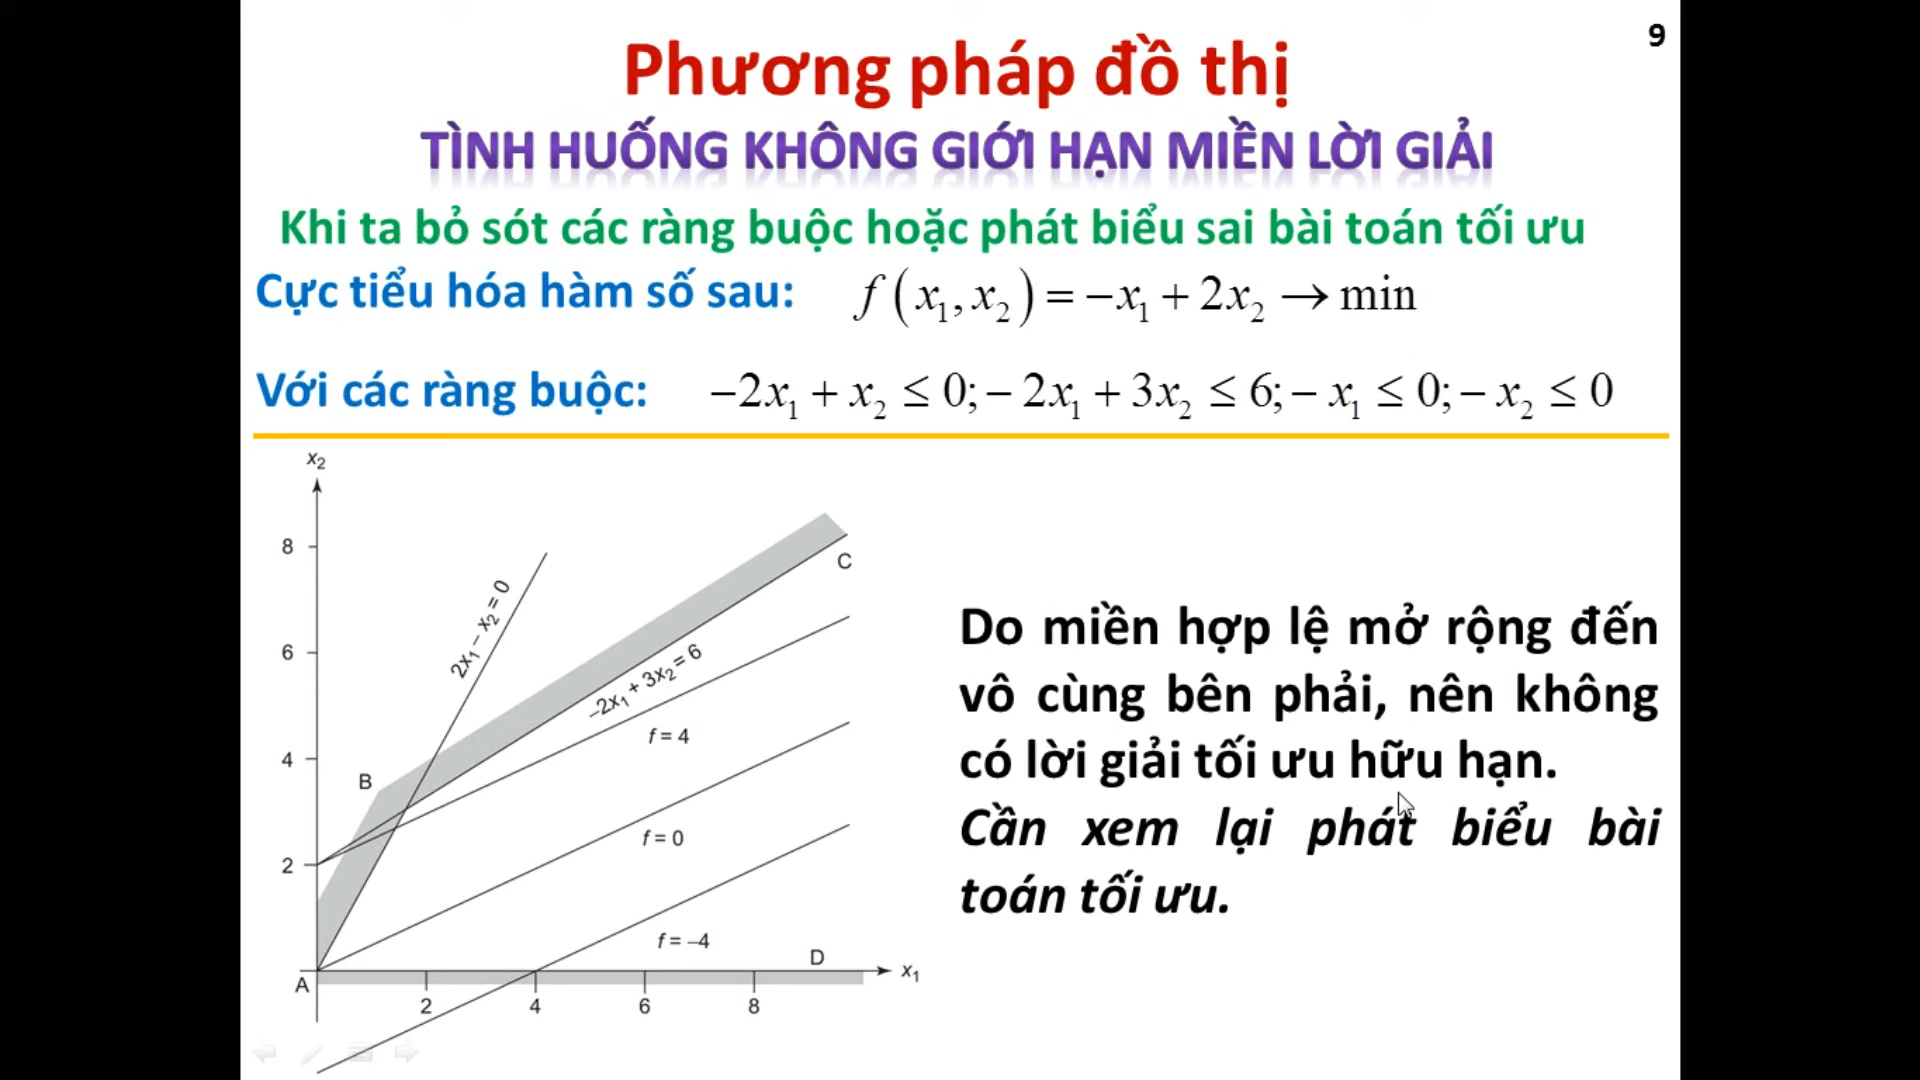 9
Phương pháp đồ thị
TÌNH HUỐNG KHÔNG GIỚI HẠN MIỀN LỜI GIẢI
Khi ta bỏ sót các ràng buộc hoặc phát biểu sai bài toán tối ưu
Cực tiểu hóa hàm số sau: f(x₁, x₂) = −x₁ + 2x₂ → min
Với các ràng buộc: −2x₁ + x₂ ≤ 0; − 2x₁ + 3x₂ ≤ 6; − x₁ ≤ 0; − x₂ ≤ 0
x₂
8
6
4
2
2x₁ – x₂ = 0
–2x₁ + 3x₂ = 6
C
B
f = 4
f = 0
f = –4
D
A
x₁
2 4 6 8
Do miền hợp lệ mở rộng đến
vô cùng bên phải, nên không
có lời giải tối ưu hữu hạn.
Cần xem lại phát biểu bài
toán tối ưu.